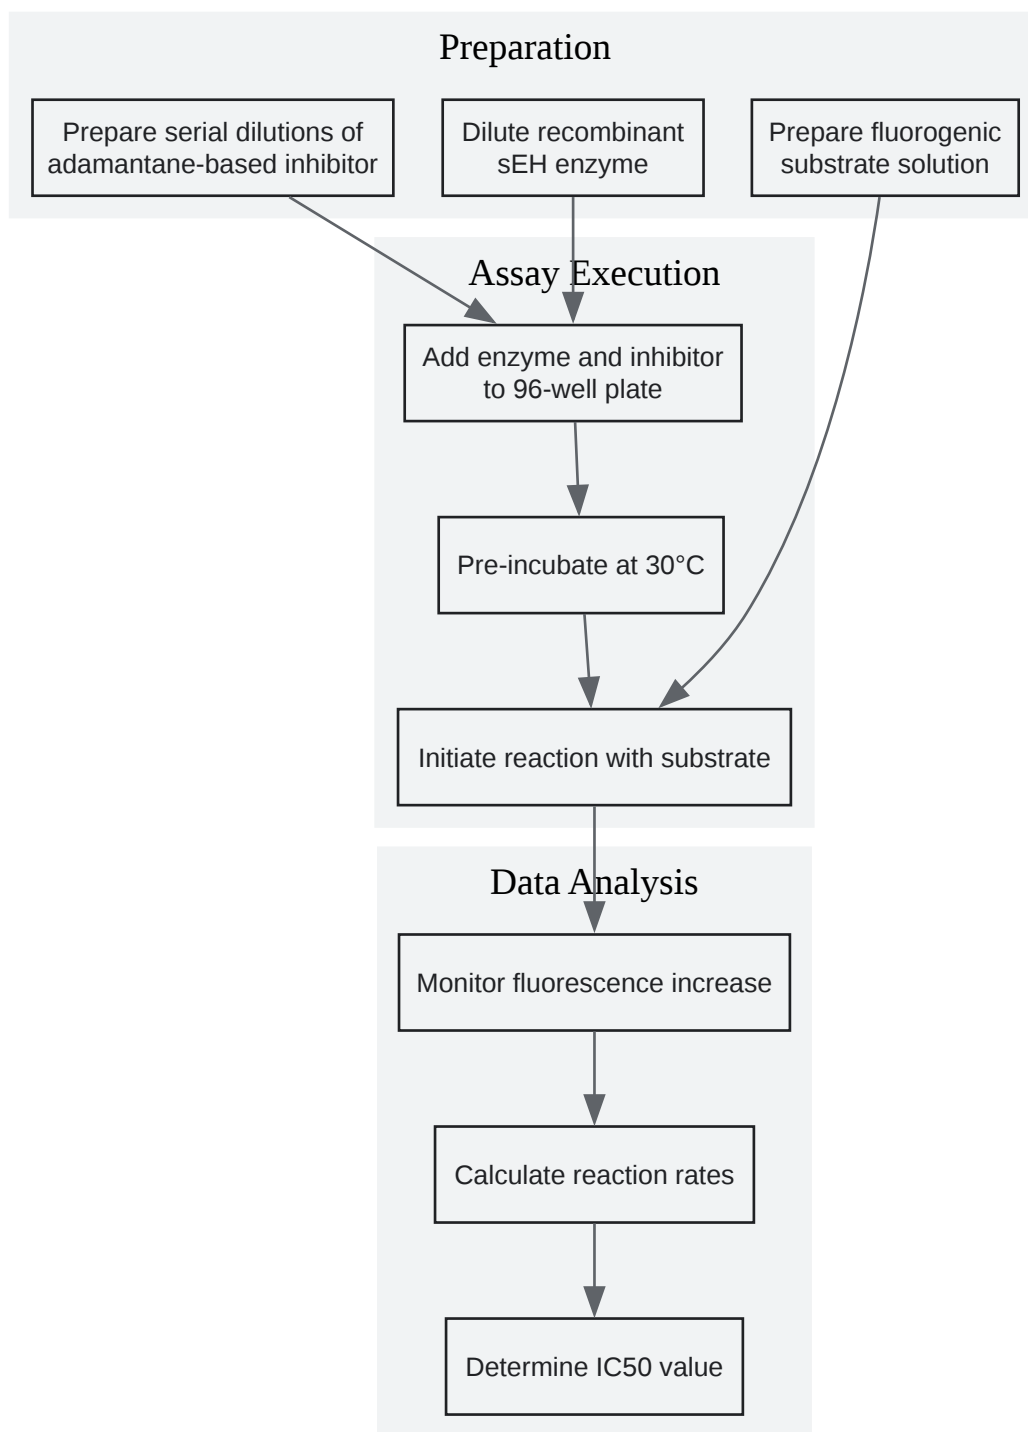 Preparation
Prepare serial dilutions of
adamantane-based inhibitor
Dilute recombinant
sEH enzyme
Prepare fluorogenic
substrate solution
Assay Execution
Add enzyme and inhibitor
to 96-well plate
Pre-incubate at 30°C
Initiate reaction with substrate
Data Analysis
Monitor fluorescence increase
Calculate reaction rates
Determine IC50 value